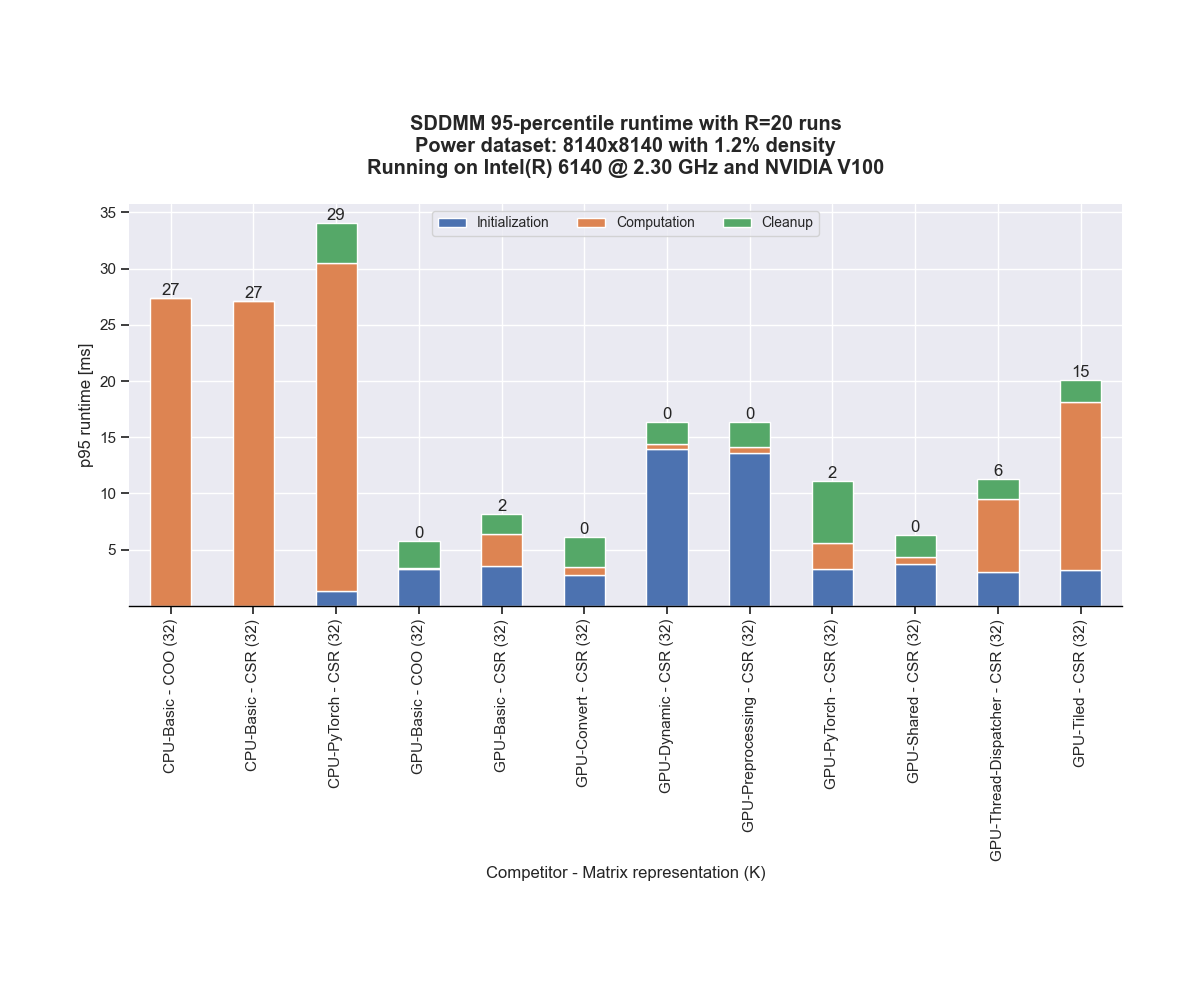 SDDMM 95-percentile runtime with R=20 runs
Power dataset: 8140x8140 with 1.2% density
Running on Intel(R) 6140 @ 2.30 GHz and NVIDIA V100
Initialization
Computation
Cleanup
p95 runtime [ms]
35
30
25
20
15
10
5
27
27
29
0
2
0
0
0
2
0
6
15
CPU-Basic - COO (32)
CPU-Basic - CSR (32)
CPU-PyTorch - CSR (32)
GPU-Basic - COO (32)
GPU-Basic - CSR (32)
GPU-Convert - CSR (32)
GPU-Dynamic - CSR (32)
GPU-Preprocessing - CSR (32)
GPU-PyTorch - CSR (32)
GPU-Shared - CSR (32)
GPU-Thread-Dispatcher - CSR (32)
GPU-Tiled - CSR (32)
Competitor - Matrix representation (K)